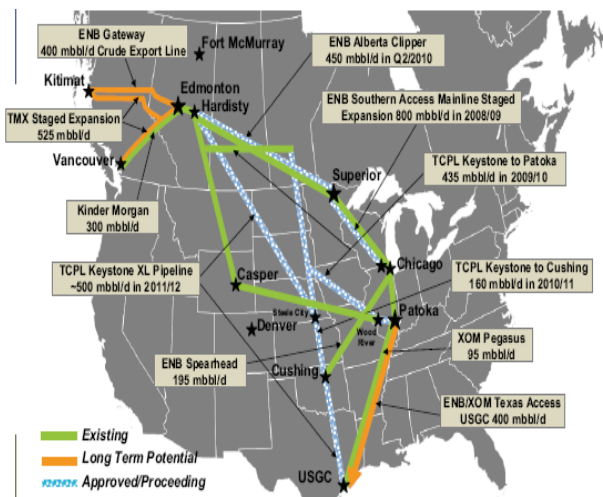 ENB Gateway
400 mbbl/d Crude Export Line
Fort McMurray
ENB Alberta Clipper
450 mbbl/d in Q2/2010
Kitimat
Edmonton
Hardisty
ENB Southern Access Mainline Staged
Expansion 800 mbbl/d in 2008/09
TMX Staged Expansion
525 mbbl/d
Vancouver
Superior
TCPL Keystone to Patoka
435 mbbl/d in 2009/10
Kinder Morgan
300 mbbl/d
TCPL Keystone XL Pipeline
~500 mbbl/d in 2011/12
Casper
Chicago
TCPL Keystone to Cushing
160 mbbl/d in 2010/11
Steele City
Denver
Wood
River
Patoka
ENB Spearhead
195 mbbl/d
Cushing
XOM Pegasus
95 mbbl/d
ENB/XOM Texas Access
USGC 400 mbbl/d
USGC
Existing
Long Term Potential
Approved/Proceeding